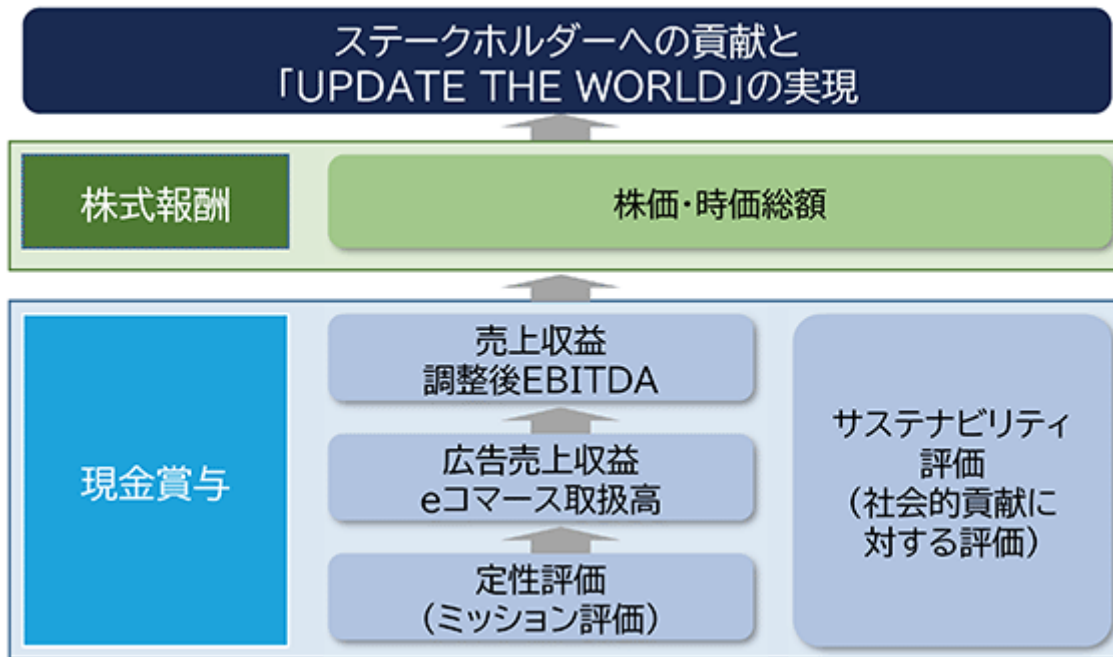 ステークホルダーへの貢献と
「UPDATE THE WORLD」の実現
株式報酬
株価・時価総額
現金賞与
売上収益
調整後EBITDA
広告売上収益
eコマース取扱高
定性評価
(ミッション評価)
サステナビリティ
評価
(社会的貢献に
対する評価)